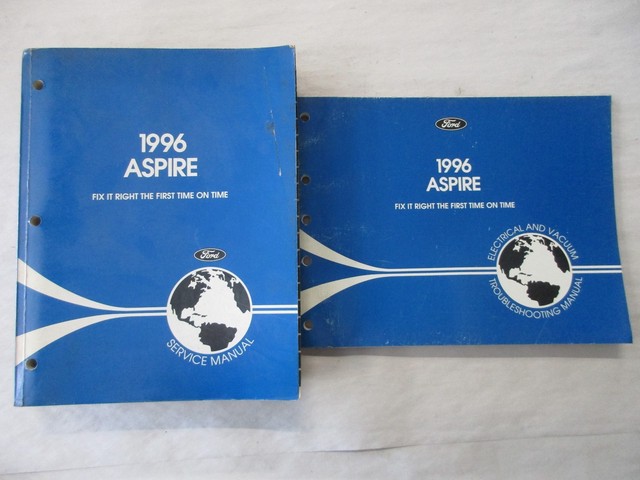 1996
ASPIRE
FIX IT RIGHT THE FIRST TIME ON TIME
Ford
SERVICE MANUAL
Ford
1996
ASPIRE
FIX IT RIGHT THE FIRST TIME ON TIME
ELECTRICAL AND VACUUM
TROUBLESHOOTING MANUAL